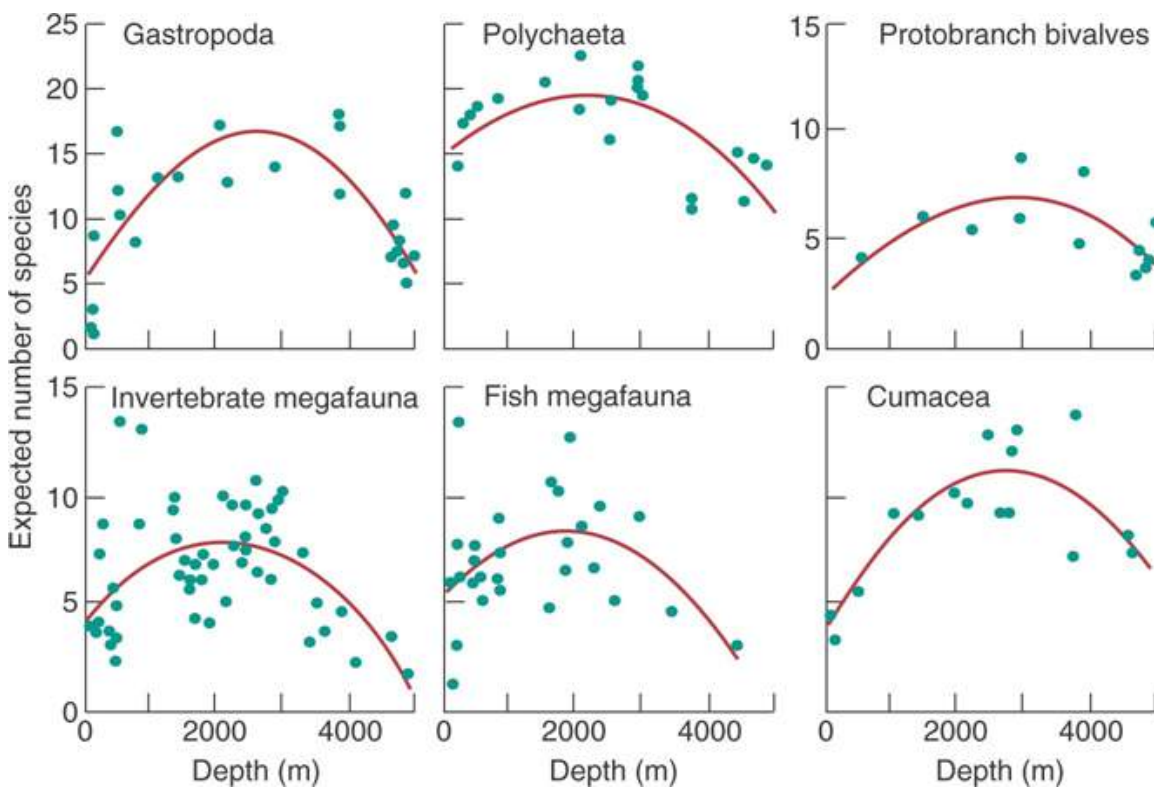 Gastropoda
Polychaeta
Protobranch bivalves
25
20
15
10
5
0
15
10
5
0
Expected number of species
Invertebrate megafauna
Fish megafauna
Cumacea
15
10
5
0
0 2000 4000
0 2000 4000
0 2000 4000
Depth (m)
Depth (m)
Depth (m)